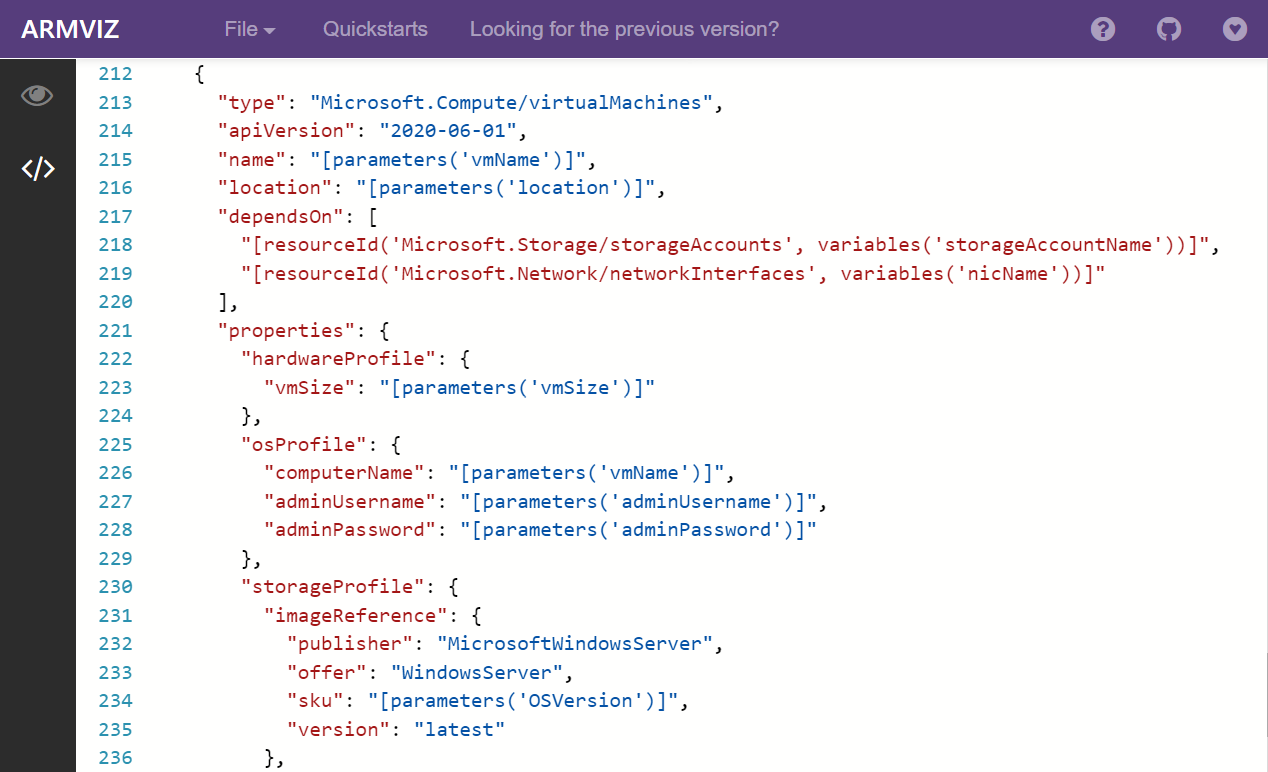 ARMVIZ File Quickstarts Looking for the previous version?
212 {
213 "type": "Microsoft.Compute/virtualMachines",
214 "apiVersion": "2020-06-01",
215 "name": "[parameters('vmName')]",
216 "location": "[parameters('location')]",
217 "dependsOn": [
218 "[resourceId('Microsoft.Storage/storageAccounts', variables('storageAccountName'))]",
219 "[resourceId('Microsoft.Network/networkInterfaces', variables('nicName'))]"
220 ],
221 "properties": {
222 "hardwareProfile": {
223 "vmSize": "[parameters('vmSize')]"
224 },
225 "osProfile": {
226 "computerName": "[parameters('vmName')]",
227 "adminUsername": "[parameters('adminUsername')]",
228 "adminPassword": "[parameters('adminPassword')]"
229 },
230 "storageProfile": {
231 "imageReference": {
232 "publisher": "MicrosoftWindowsServer",
233 "offer": "WindowsServer",
234 "sku": "[parameters('OSVersion')]",
235 "version": "latest"
236 },